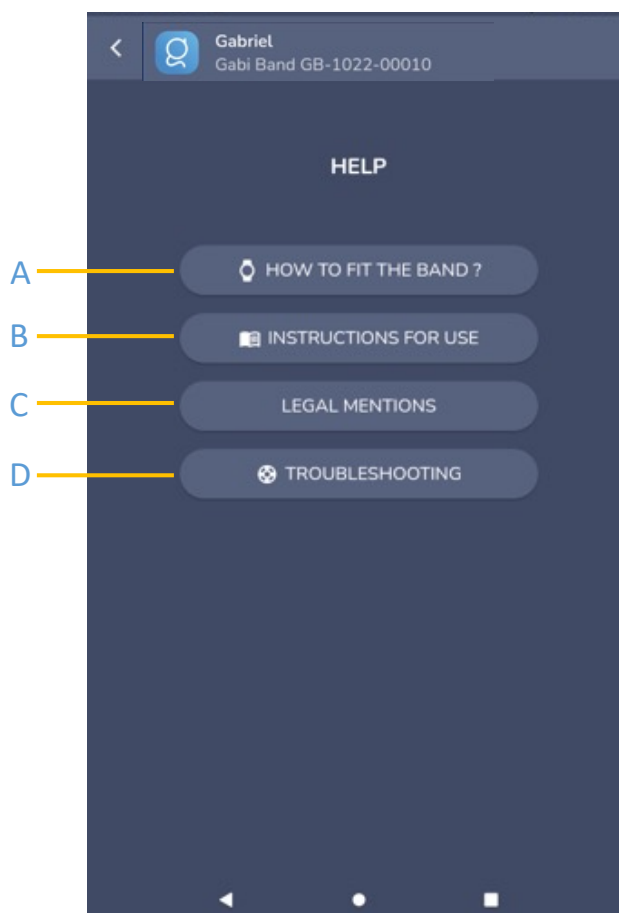 Gabriel
Gabi Band GB-1022-00010
HELP
A
HOW TO FIT THE BAND ?
B
INSTRUCTIONS FOR USE
C
LEGAL MENTIONS
D
TROUBLESHOOTING